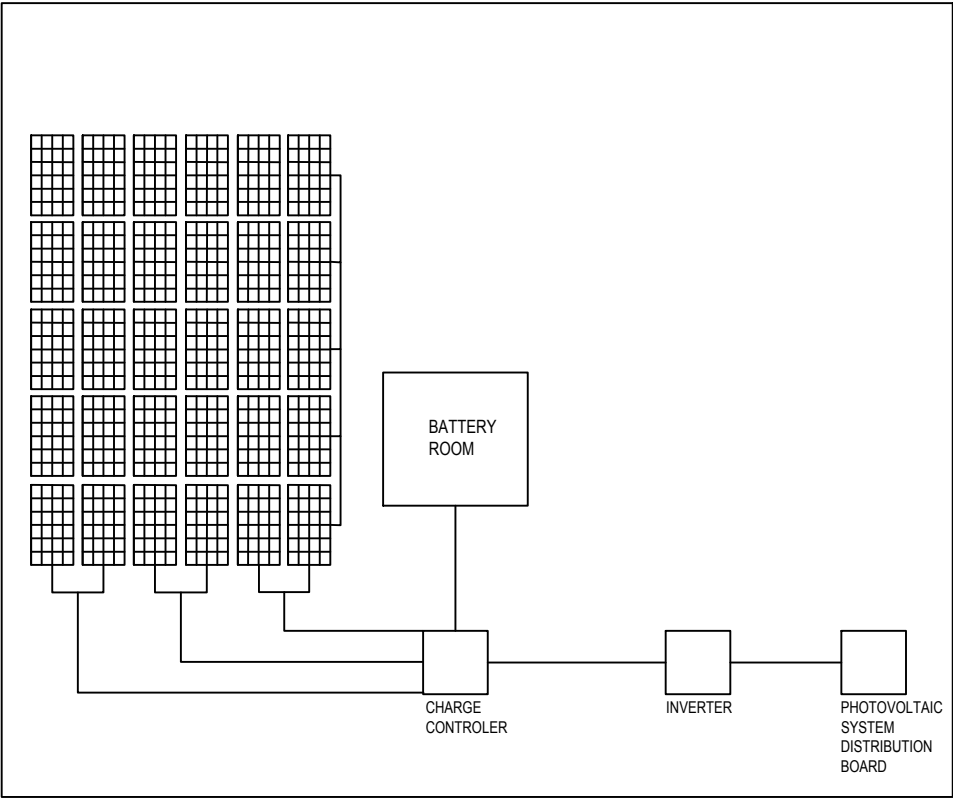 BATTERY
ROOM
CHARGE
CONTROLER
INVERTER
PHOTOVOLTAIC
SYSTEM
DISTRIBUTION
BOARD